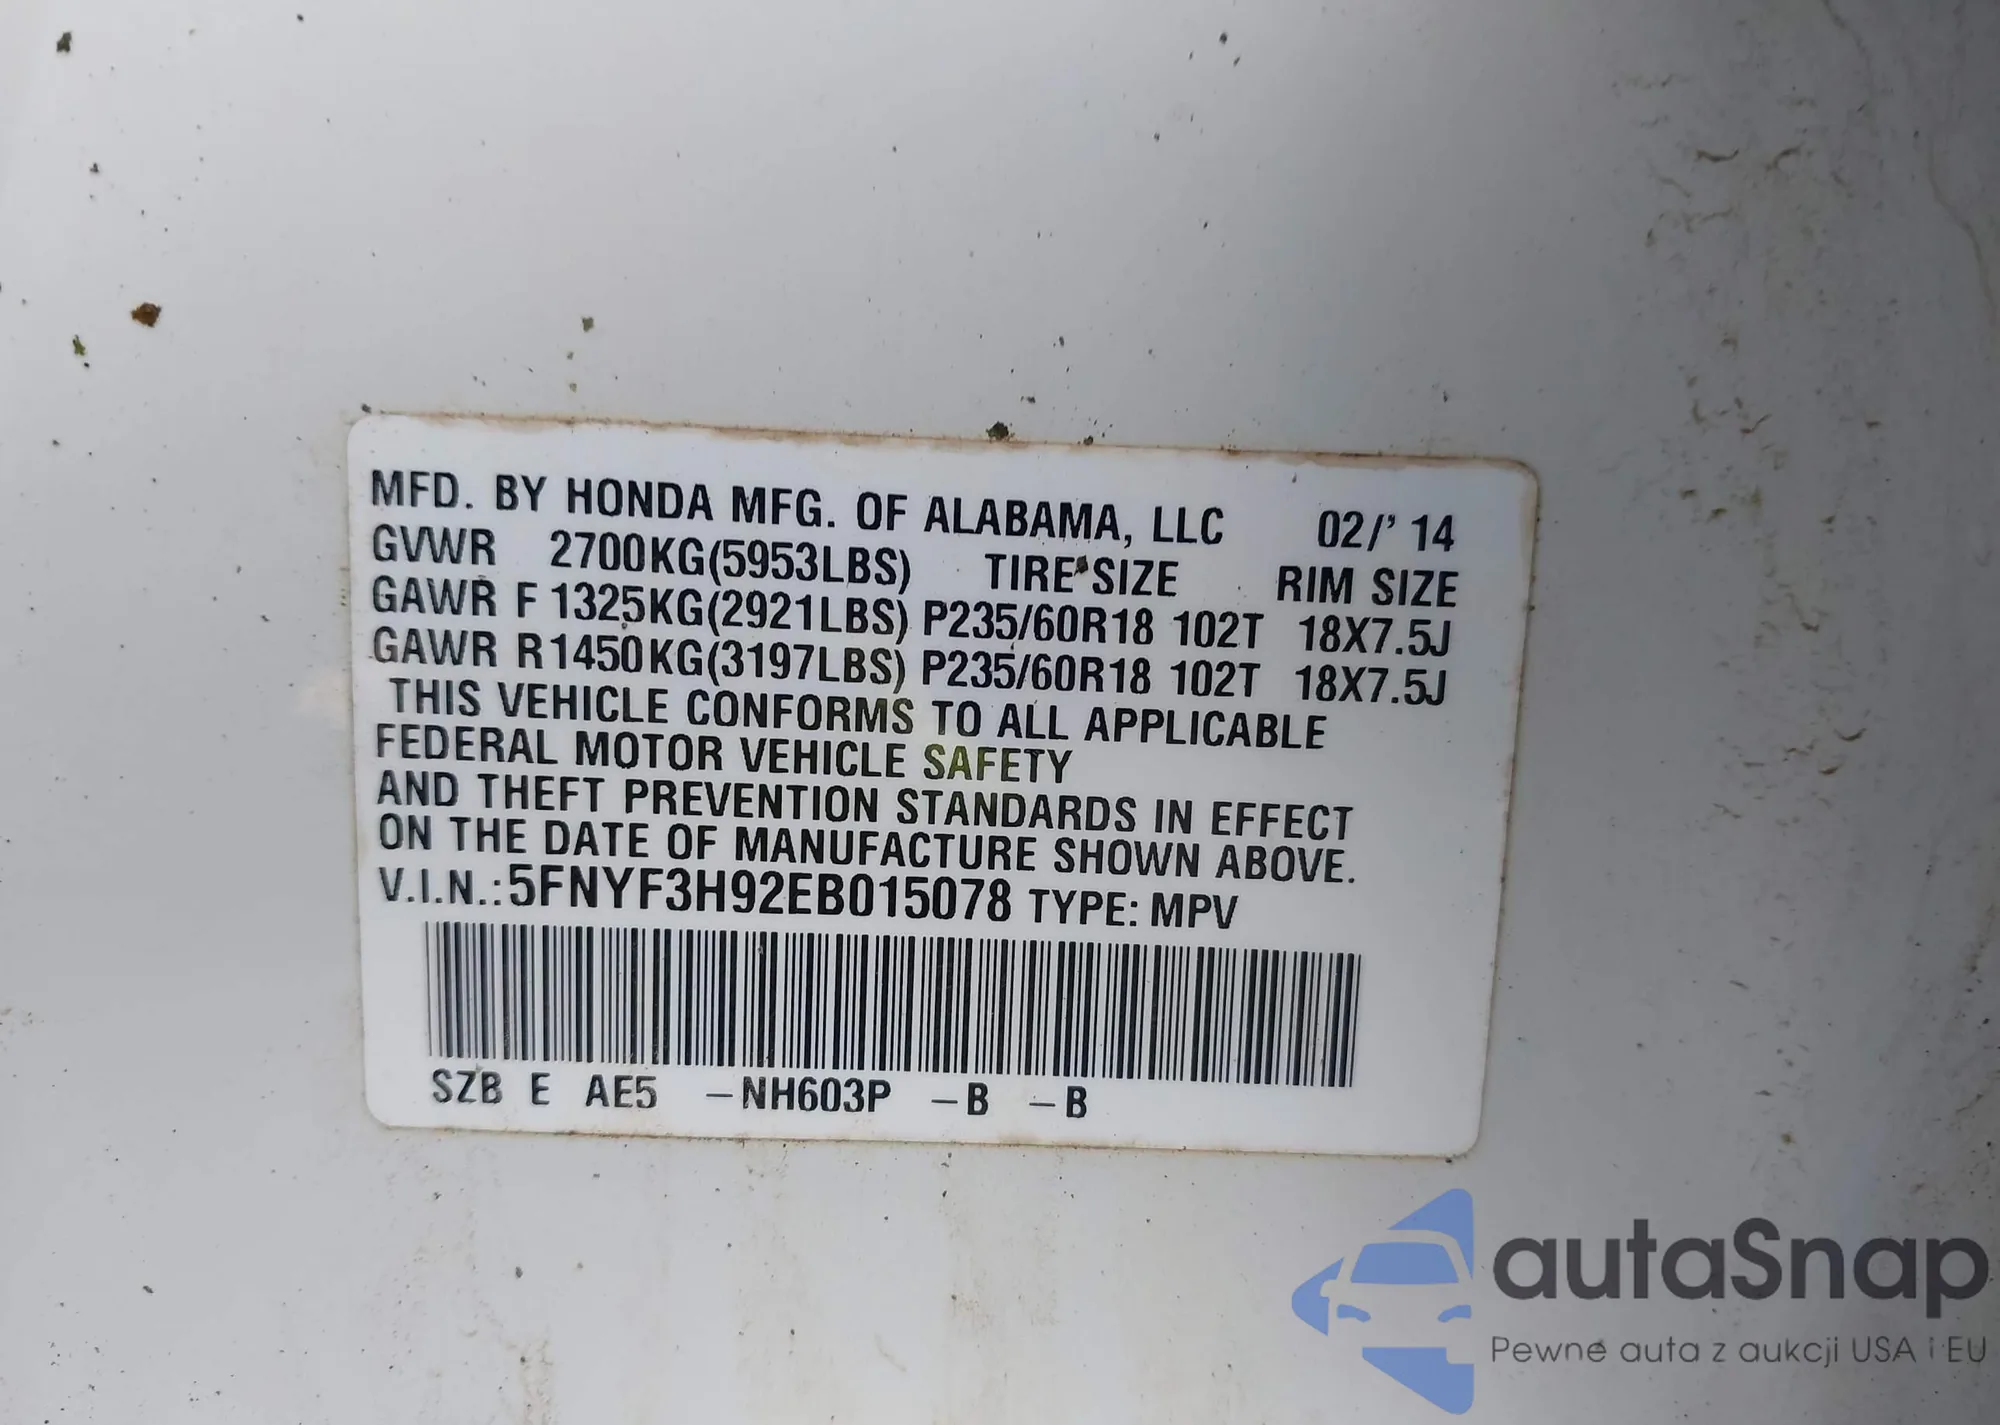 MFD. BY HONDA MFG. OF ALABAMA, LLC 02/' 14
GVWR 2700KG(5953LBS) TIRE SIZE RIM SIZE
GAWR F 1325KG(2921LBS) P235/60R18 102T 18X7.5J
GAWR R 1450KG(3197LBS) P235/60R18 102T 18X7.5J
THIS VEHICLE CONFORMS TO ALL APPLICABLE
FEDERAL MOTOR VEHICLE SAFETY
AND THEFT PREVENTION STANDARDS IN EFFECT
ON THE DATE OF MANUFACTURE SHOWN ABOVE.
V.I.N.:5FNYF3H92EB015078 TYPE: MPV
SZB E AE5 -NH603P -B -B
autaSnap
Pewne auta z aukcji USA i EU